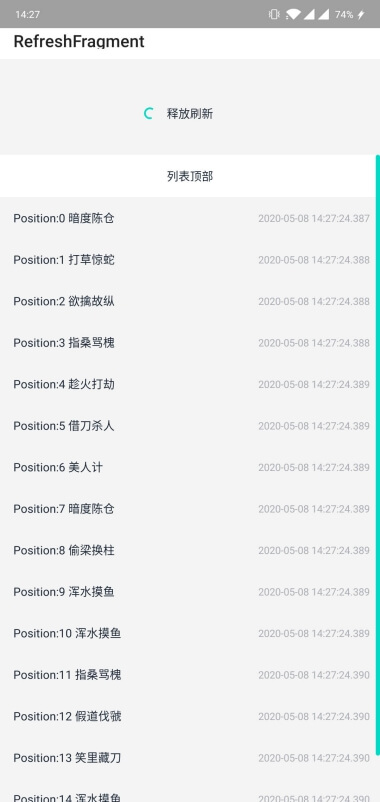 14:27
74%
RefreshFragment
释放刷新
列表顶部
Position:0 暗度陈仓 2020-05-08 14:27:24.387
Position:1 打草惊蛇 2020-05-08 14:27:24.388
Position:2 欲擒故纵 2020-05-08 14:27:24.388
Position:3 指桑骂槐 2020-05-08 14:27:24.388
Position:4 趁火打劫 2020-05-08 14:27:24.389
Position:5 借刀杀人 2020-05-08 14:27:24.389
Position:6 美人计 2020-05-08 14:27:24.389
Position:7 暗度陈仓 2020-05-08 14:27:24.389
Position:8 偷梁换柱 2020-05-08 14:27:24.389
Position:9 浑水摸鱼 2020-05-08 14:27:24.389
Position:10 浑水摸鱼 2020-05-08 14:27:24.389
Position:11 指桑骂槐 2020-05-08 14:27:24.390
Position:12 假道伐虢 2020-05-08 14:27:24.390
Position:13 笑里藏刀 2020-05-08 14:27:24.390
Position:14 浑水摸鱼 2020-05-08 14:27:24.390